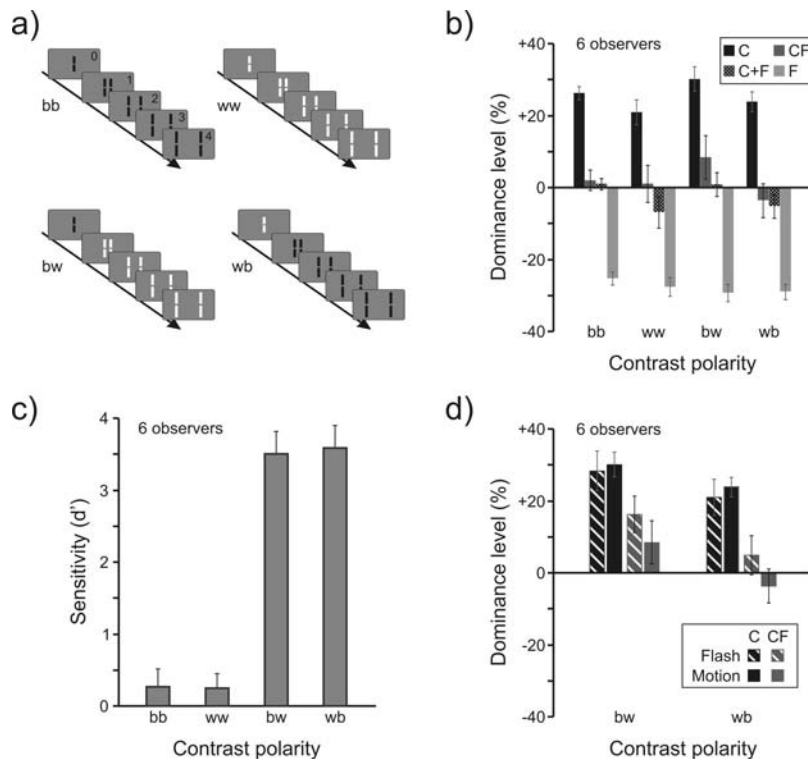 a)
0
1
2
3
4
bb
ww
bw
wb
b)
6 observers
C CF
C+F F
Dominance level (%)
+40
+20
0
-20
-40
bb ww bw wb
Contrast polarity
c)
6 observers
Sensitivity (d')
4
3
2
1
0
bb ww bw wb
Contrast polarity
d)
6 observers
Dominance level (%)
+40
+20
0
-20
-40
C CF
Flash
Motion
bw wb
Contrast polarity